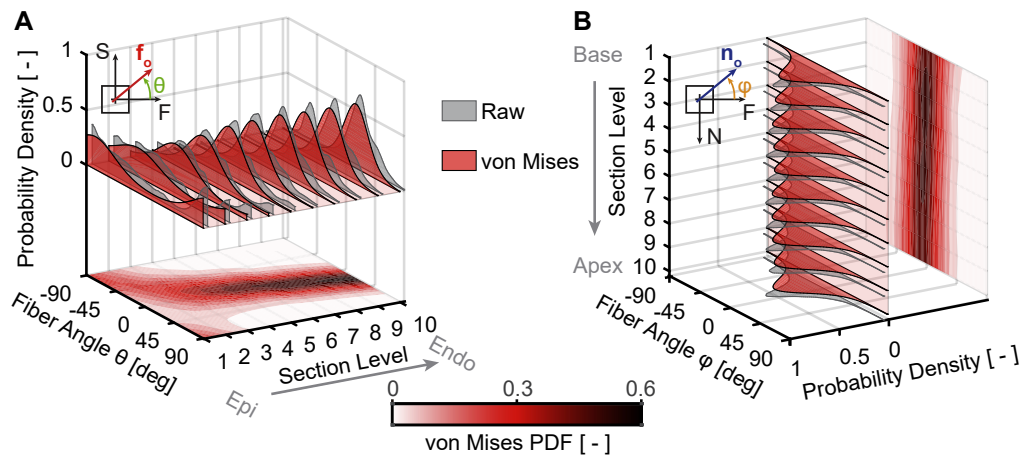 A
Probability Density [ - ]
1
0.5
0
S
f₀
θ
F
-90
-45
0
45
90
Fiber Angle θ [deg]
1
2
3
4
5
6
7
8
9
10
Section Level
Epi
Endo
Raw
von Mises
0
0.3
0.6
von Mises PDF [ - ]
B
Base
Apex
Section Level
1
2
3
4
5
6
7
8
9
10
n₀
φ
F
N
-90
-45
0
45
90
Fiber Angle φ [deg]
1
0.5
0
Probability Density [ - ]